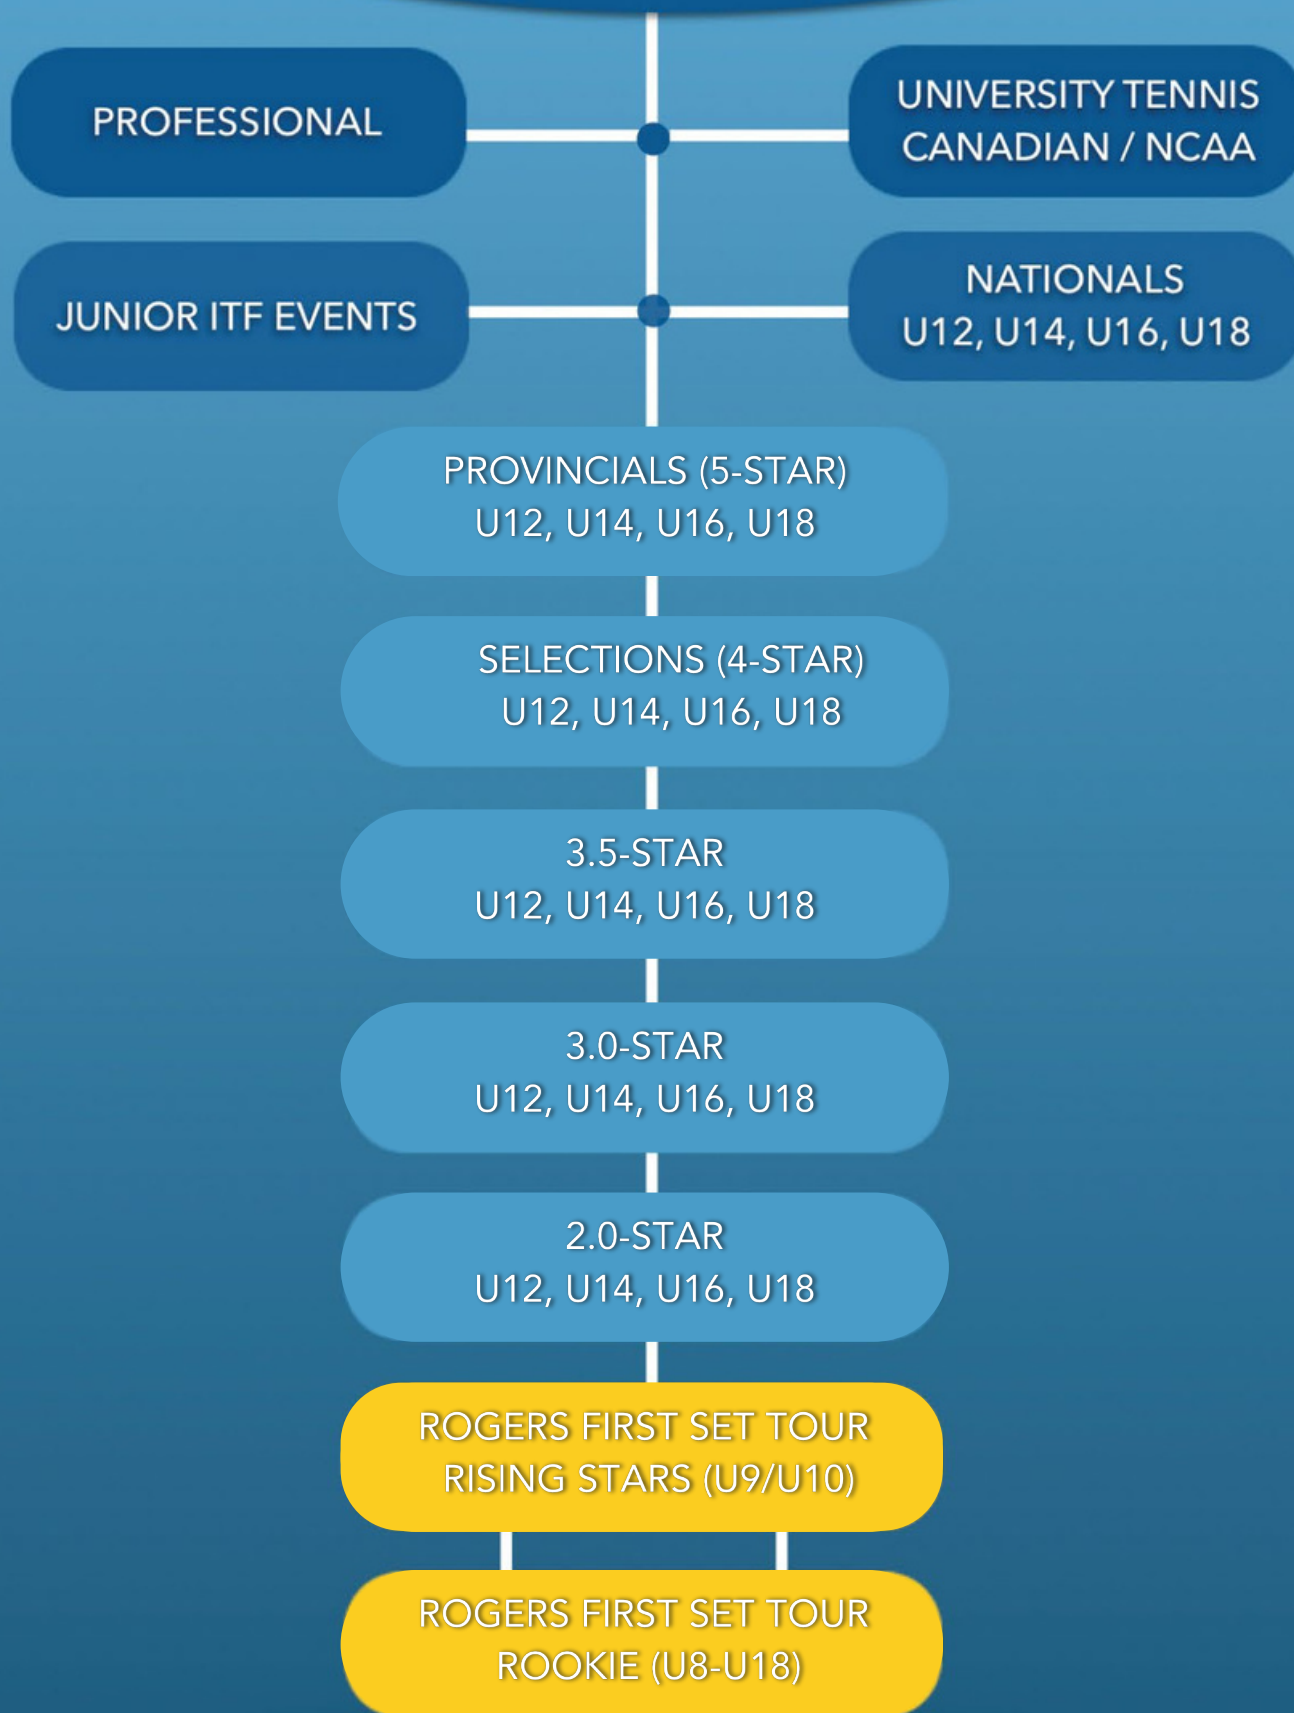 PROFESSIONAL
UNIVERSITY TENNIS
CANADIAN / NCAA
JUNIOR ITF EVENTS
NATIONALS
U12, U14, U16, U18
PROVINCIALS (5-STAR)
U12, U14, U16, U18
SELECTIONS (4-STAR)
U12, U14, U16, U18
3.5-STAR
U12, U14, U16, U18
3.0-STAR
U12, U14, U16, U18
2.0-STAR
U12, U14, U16, U18
ROGERS FIRST SET TOUR
RISING STARS (U9/U10)
ROGERS FIRST SET TOUR
ROOKIE (U8-U18)